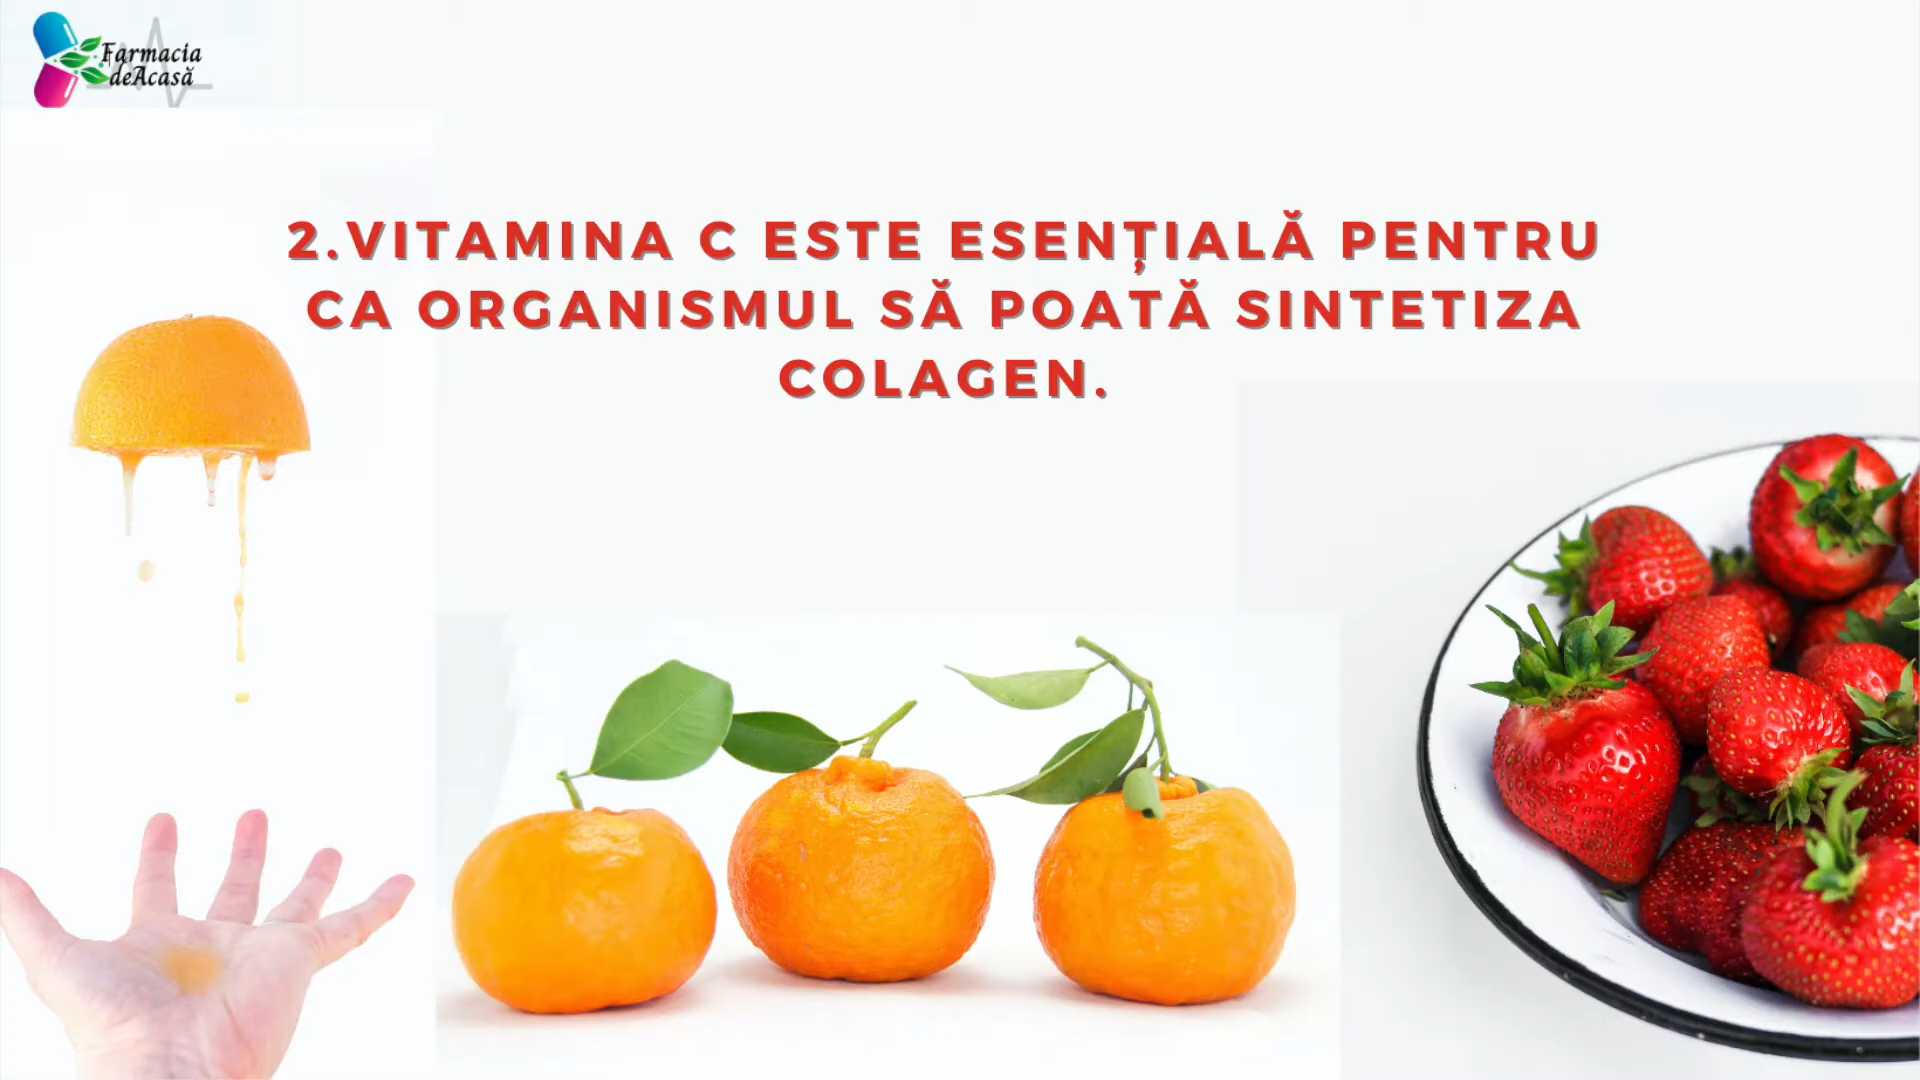 Farmacia
deAcasă
2.VITAMINA C ESTE ESENȚIALĂ PENTRU
CA ORGANISMUL SĂ POATĂ SINTETIZA
COLAGEN.